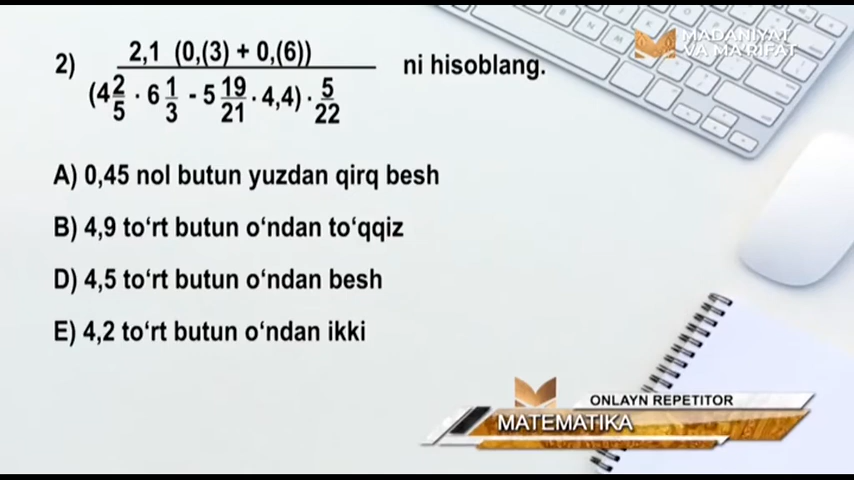 MADANIYAT
VA MA'RIFAT
2) 2,1 (0,(3) + 0,(6)) ni hisoblang.
(4 2/5 · 6 1/3 - 5 19/21 · 4,4) · 5/22
A) 0,45 nol butun yuzdan qirq besh
B) 4,9 to‘rt butun o‘ndan to‘qqiz
D) 4,5 to‘rt butun o‘ndan besh
E) 4,2 to‘rt butun o‘ndan ikki
ONLAYN REPETITOR
MATEMATIKA